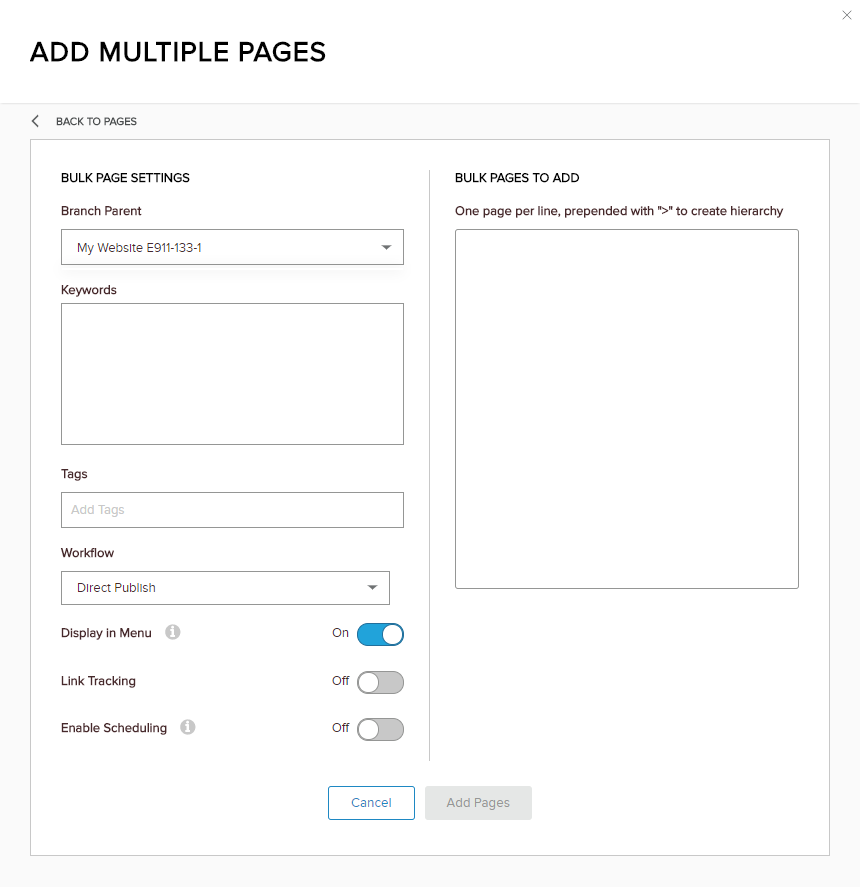 ADD MULTIPLE PAGES
BACK TO PAGES
BULK PAGE SETTINGS
Branch Parent
My Website E911-133-1
Keywords
Tags
Add Tags
Workflow
Direct Publish
Display in Menu
On
Link Tracking
Off
Enable Scheduling
Off
BULK PAGES TO ADD
One page per line, prepended with ">" to create hierarchy
Cancel
Add Pages